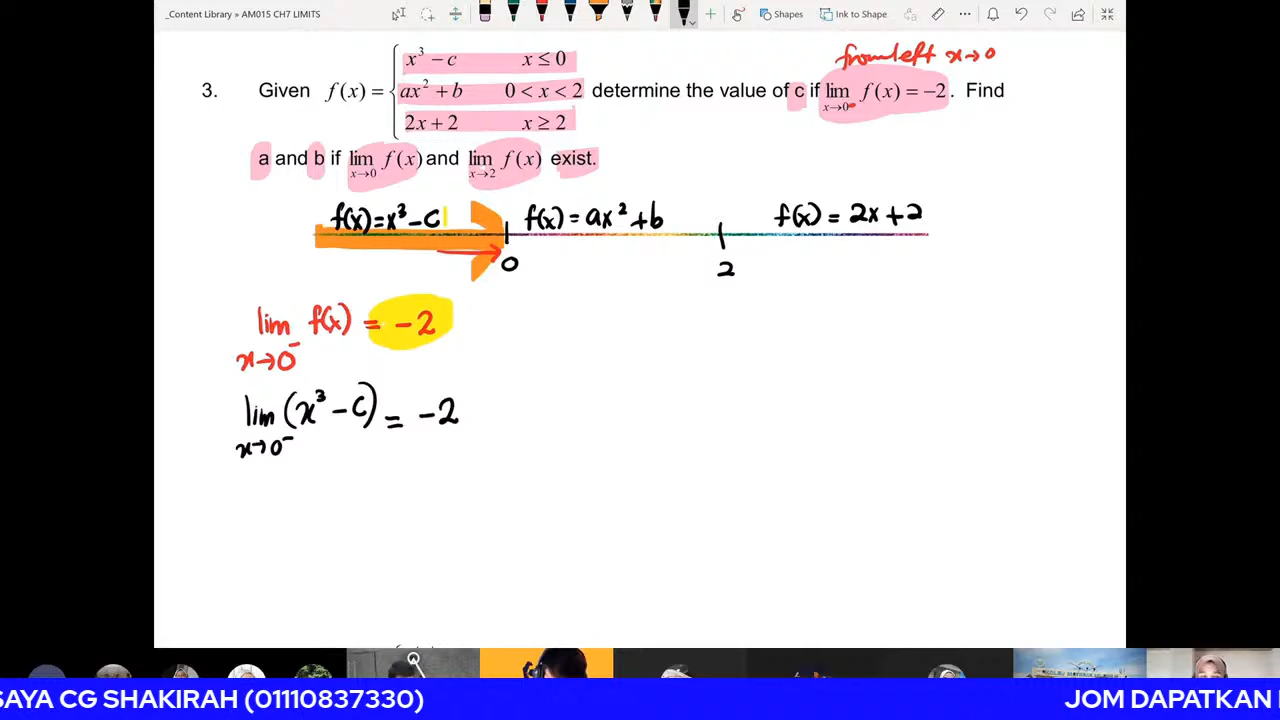 _Content Library » AM015 CH7 LIMITS
Shapes
Ink to Shape
from left x→0
3. Given f(x) = { x³ − c x ≤ 0
ax² + b 0 < x < 2 determine the value of c if lim x→0⁻ f(x) = −2. Find
2x + 2 x ≥ 2
a and b if lim x→0 f(x) and lim x→2 f(x) exist.
f(x)=x³−c f(x)=ax²+b f(x)=2x+2
0 2
lim f(x) = −2
x→0⁻
lim (x³−c) = −2
x→0⁻
SAYA CG SHAKIRAH (01110837330) JOM DAPATKAN